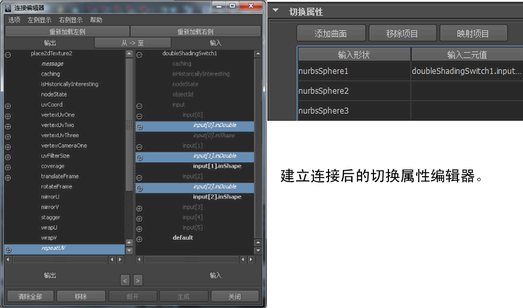 连接编辑器
选项 左侧显示 右侧显示 帮助
重新加载左侧 重新加载右侧
输出 从 -> 至 输入
place2dTexture2
message
caching
isHistoricallyInteresting
nodeState
uvCoord
vertexUvOne
vertexUvTwo
vertexUvThree
vertexCameraOne
uvFilterSize
coverage
translateFrame
rotateFrame
mirrorU
mirrorV
stagger
wrapU
wrapV
repeatUV
doubleShadingSwitch1
caching
isHistoricallyInteresting
nodeState
objectId
input
input[0]
input[0].inDouble
input[0].inShape
input[1]
input[1].inDouble
input[1].inShape
input[2]
input[2].inDouble
input[2].inShape
input[3]
input[4]
input[5]
default
输出 < > 输入
清除全部 移除 断开 生成 关闭
切换属性
添加曲面 移除项目 映射项目
输入形状 输入二元值
nurbsSphere1 doubleShadingSwitch1.input...
nurbsSphere2
nurbsSphere3
建立连接后的切换属性编辑器。